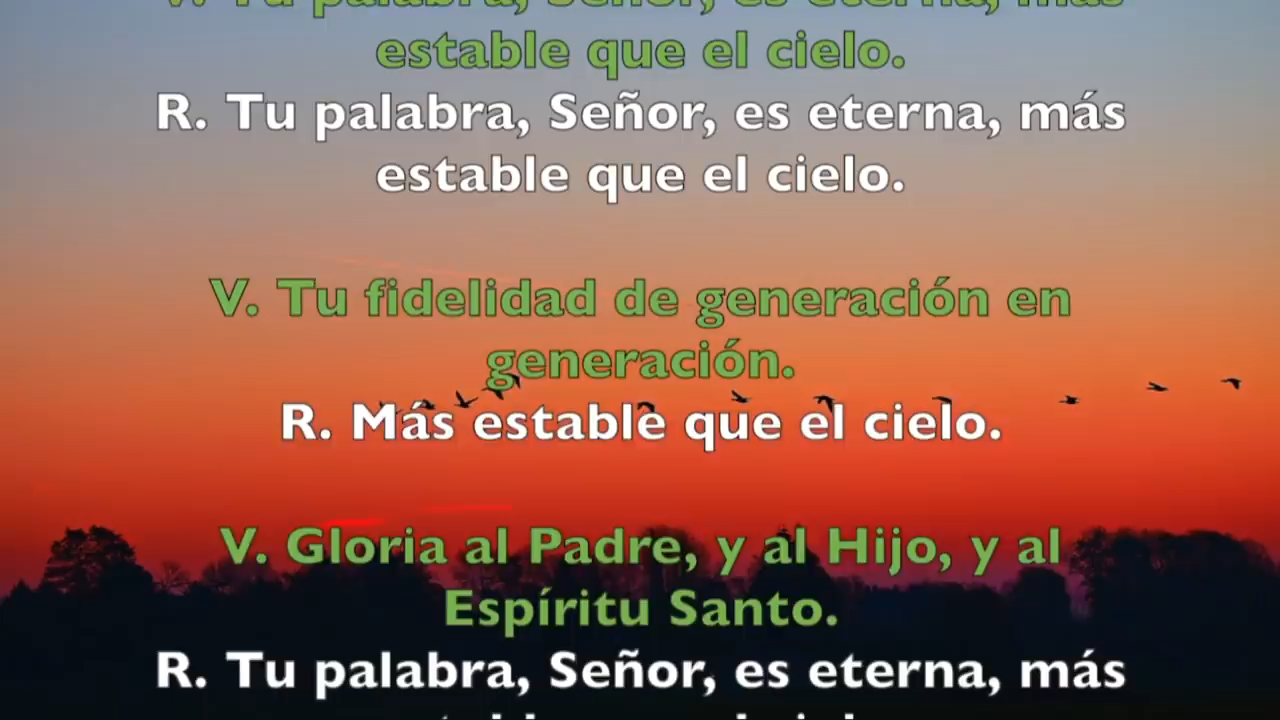 V. Tu palabra, Señor, es eterna, más
estable que el cielo.
R. Tu palabra, Señor, es eterna, más
estable que el cielo.
V. Tu fidelidad de generación en
generación.
R. Más estable que el cielo.
V. Gloria al Padre, y al Hijo, y al
Espíritu Santo.
R. Tu palabra, Señor, es eterna, más